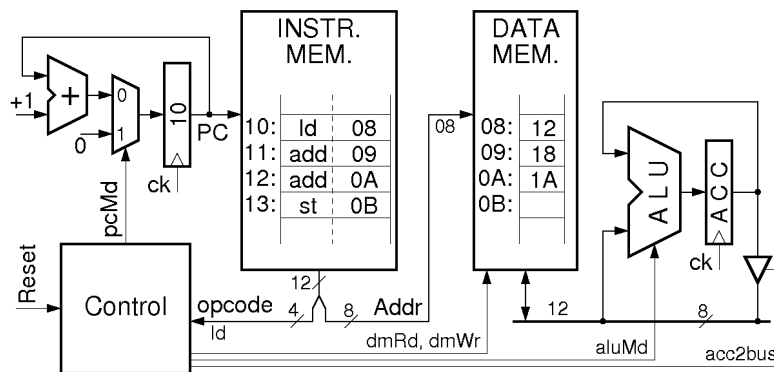 INSTR. MEM.
DATA MEM.
+
+1
0
1
0
10
PC
ck
pcMd
10: ld 08
11: add 09
12: add 0A
13: st 0B
08
08: 12
09: 18
0A: 1A
0B:
ALU
ACC
ck
Reset
Control
12
opcode
4
8
Addr
ld
dmRd, dmWr
12
8
aluMd
acc2bus